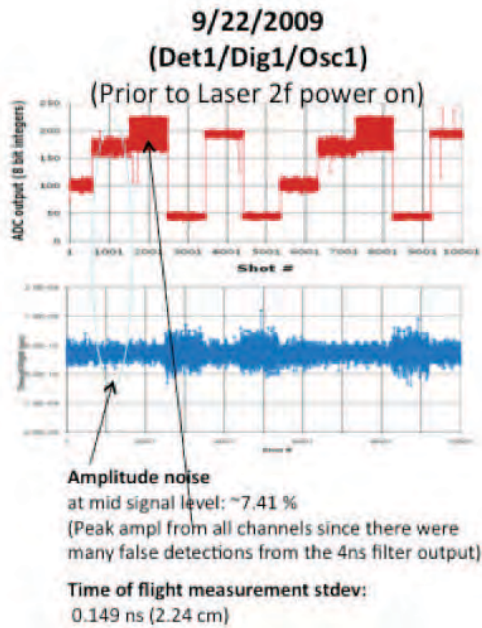 9/22/2009
(Det1/Dig1/Osc1)
(Prior to Laser 2f power on)
ADC output (8 bit integers)
250
200
150
100
50
0
1 1001 2001 3001 4001 5001 6001 7001 8001 9001 10001
Shot #
Shot #
Amplitude noise
at mid signal level: ~7.41 %
(Peak ampl from all channels since there were
many false detections from the 4ns filter output)
Time of flight measurement stdev:
0.149 ns (2.24 cm)